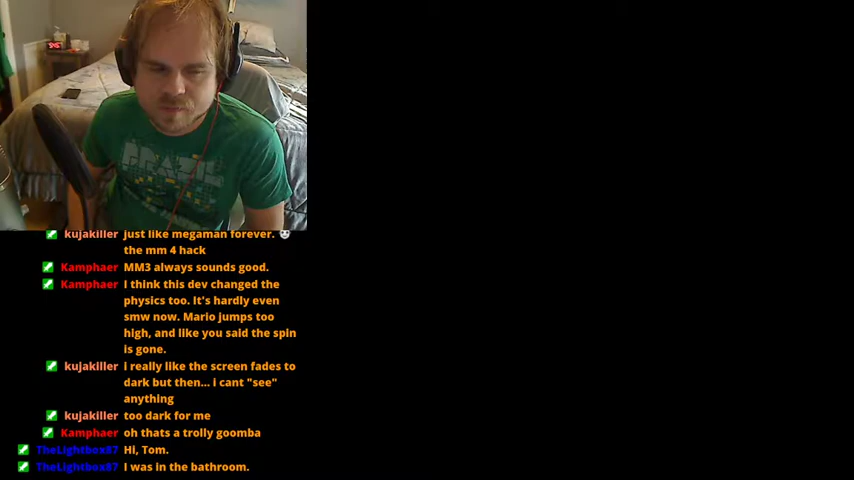 BRAZIL
kujakiller just like megaman forever.
the mm 4 hack
Kamphaer MM3 always sounds good.
Kamphaer I think this dev changed the
physics too. It's hardly even
smw now. Mario jumps too
high, and like you said the spin
is gone.
kujakiller i really like the screen fades to
dark but then... i cant "see"
anything
kujakiller too dark for me
Kamphaer oh thats a trolly goomba
TheLightbox87 Hi, Tom.
TheLightbox87 I was in the bathroom.